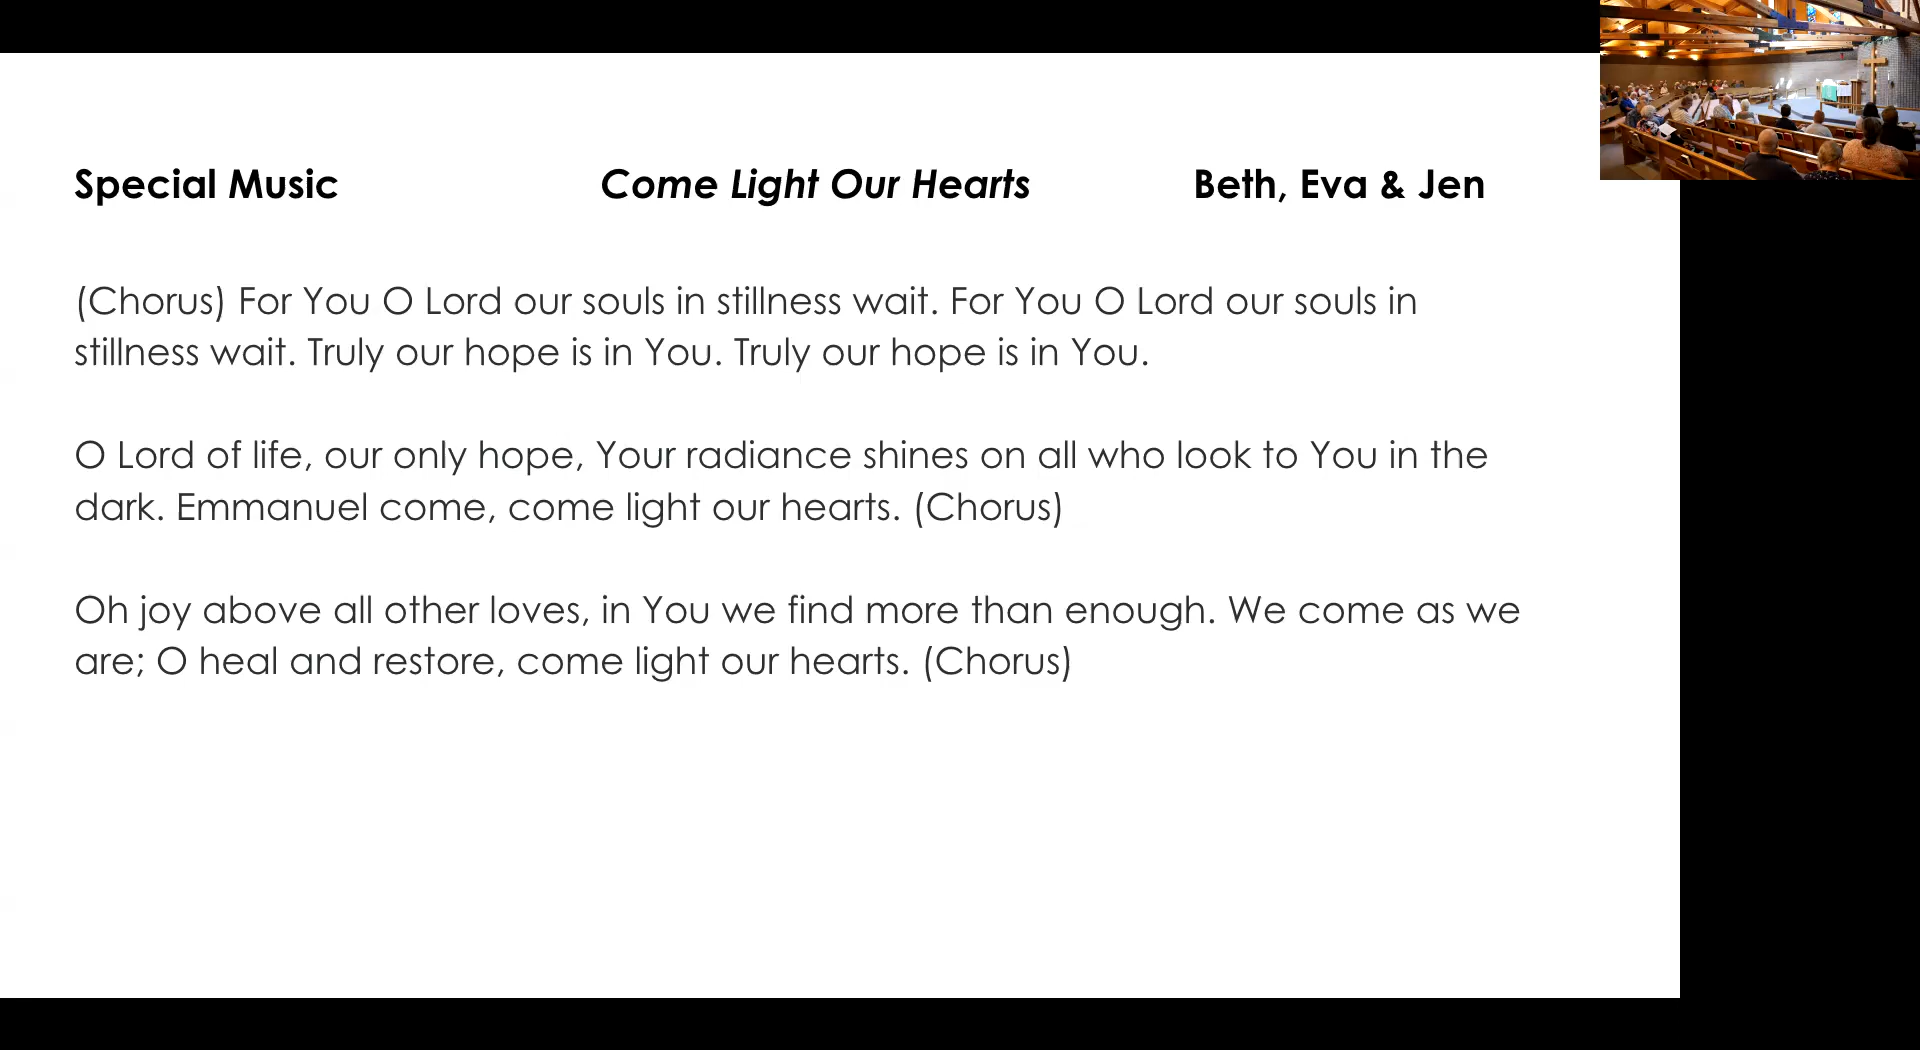 Special Music Come Light Our Hearts Beth, Eva & Jen
(Chorus) For You O Lord our souls in stillness wait. For You O Lord our souls in
stillness wait. Truly our hope is in You. Truly our hope is in You.
O Lord of life, our only hope, Your radiance shines on all who look to You in the
dark. Emmanuel come, come light our hearts. (Chorus)
Oh joy above all other loves, in You we find more than enough. We come as we
are; O heal and restore, come light our hearts. (Chorus)